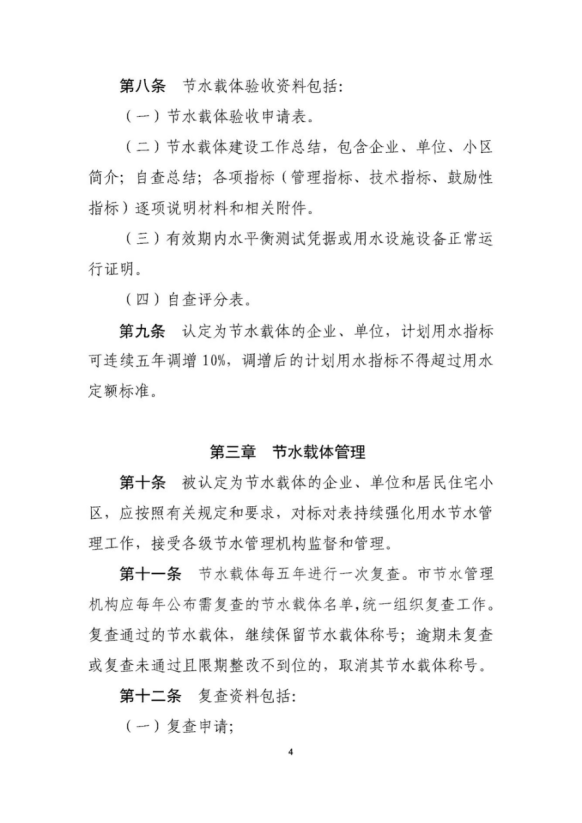 第八条　节水载体验收资料包括：
（一）节水载体验收申请表。
（二）节水载体建设工作总结，包含企业、单位、小区
简介；自查总结；各项指标（管理指标、技术指标、鼓励性
指标）逐项说明材料和相关附件。
（三）有效期内水平衡测试凭据或用水设施设备正常运
行证明。
（四）自查评分表。
第九条　认定为节水载体的企业、单位，计划用水指标
可连续五年调增 10%，调增后的计划用水指标不得超过用水
定额标准。
第三章　节水载体管理
第十条　被认定为节水载体的企业、单位和居民住宅小
区，应按照有关规定和要求，对标对表持续强化用水节水管
理工作，接受各级节水管理机构监督和管理。
第十一条　节水载体每五年进行一次复查。市节水管理
机构应每年公布需复查的节水载体名单，统一组织复查工作。
复查通过的节水载体，继续保留节水载体称号；逾期未复查
或复查未通过且限期整改不到位的，取消其节水载体称号。
第十二条　复查资料包括：
（一）复查申请；
4